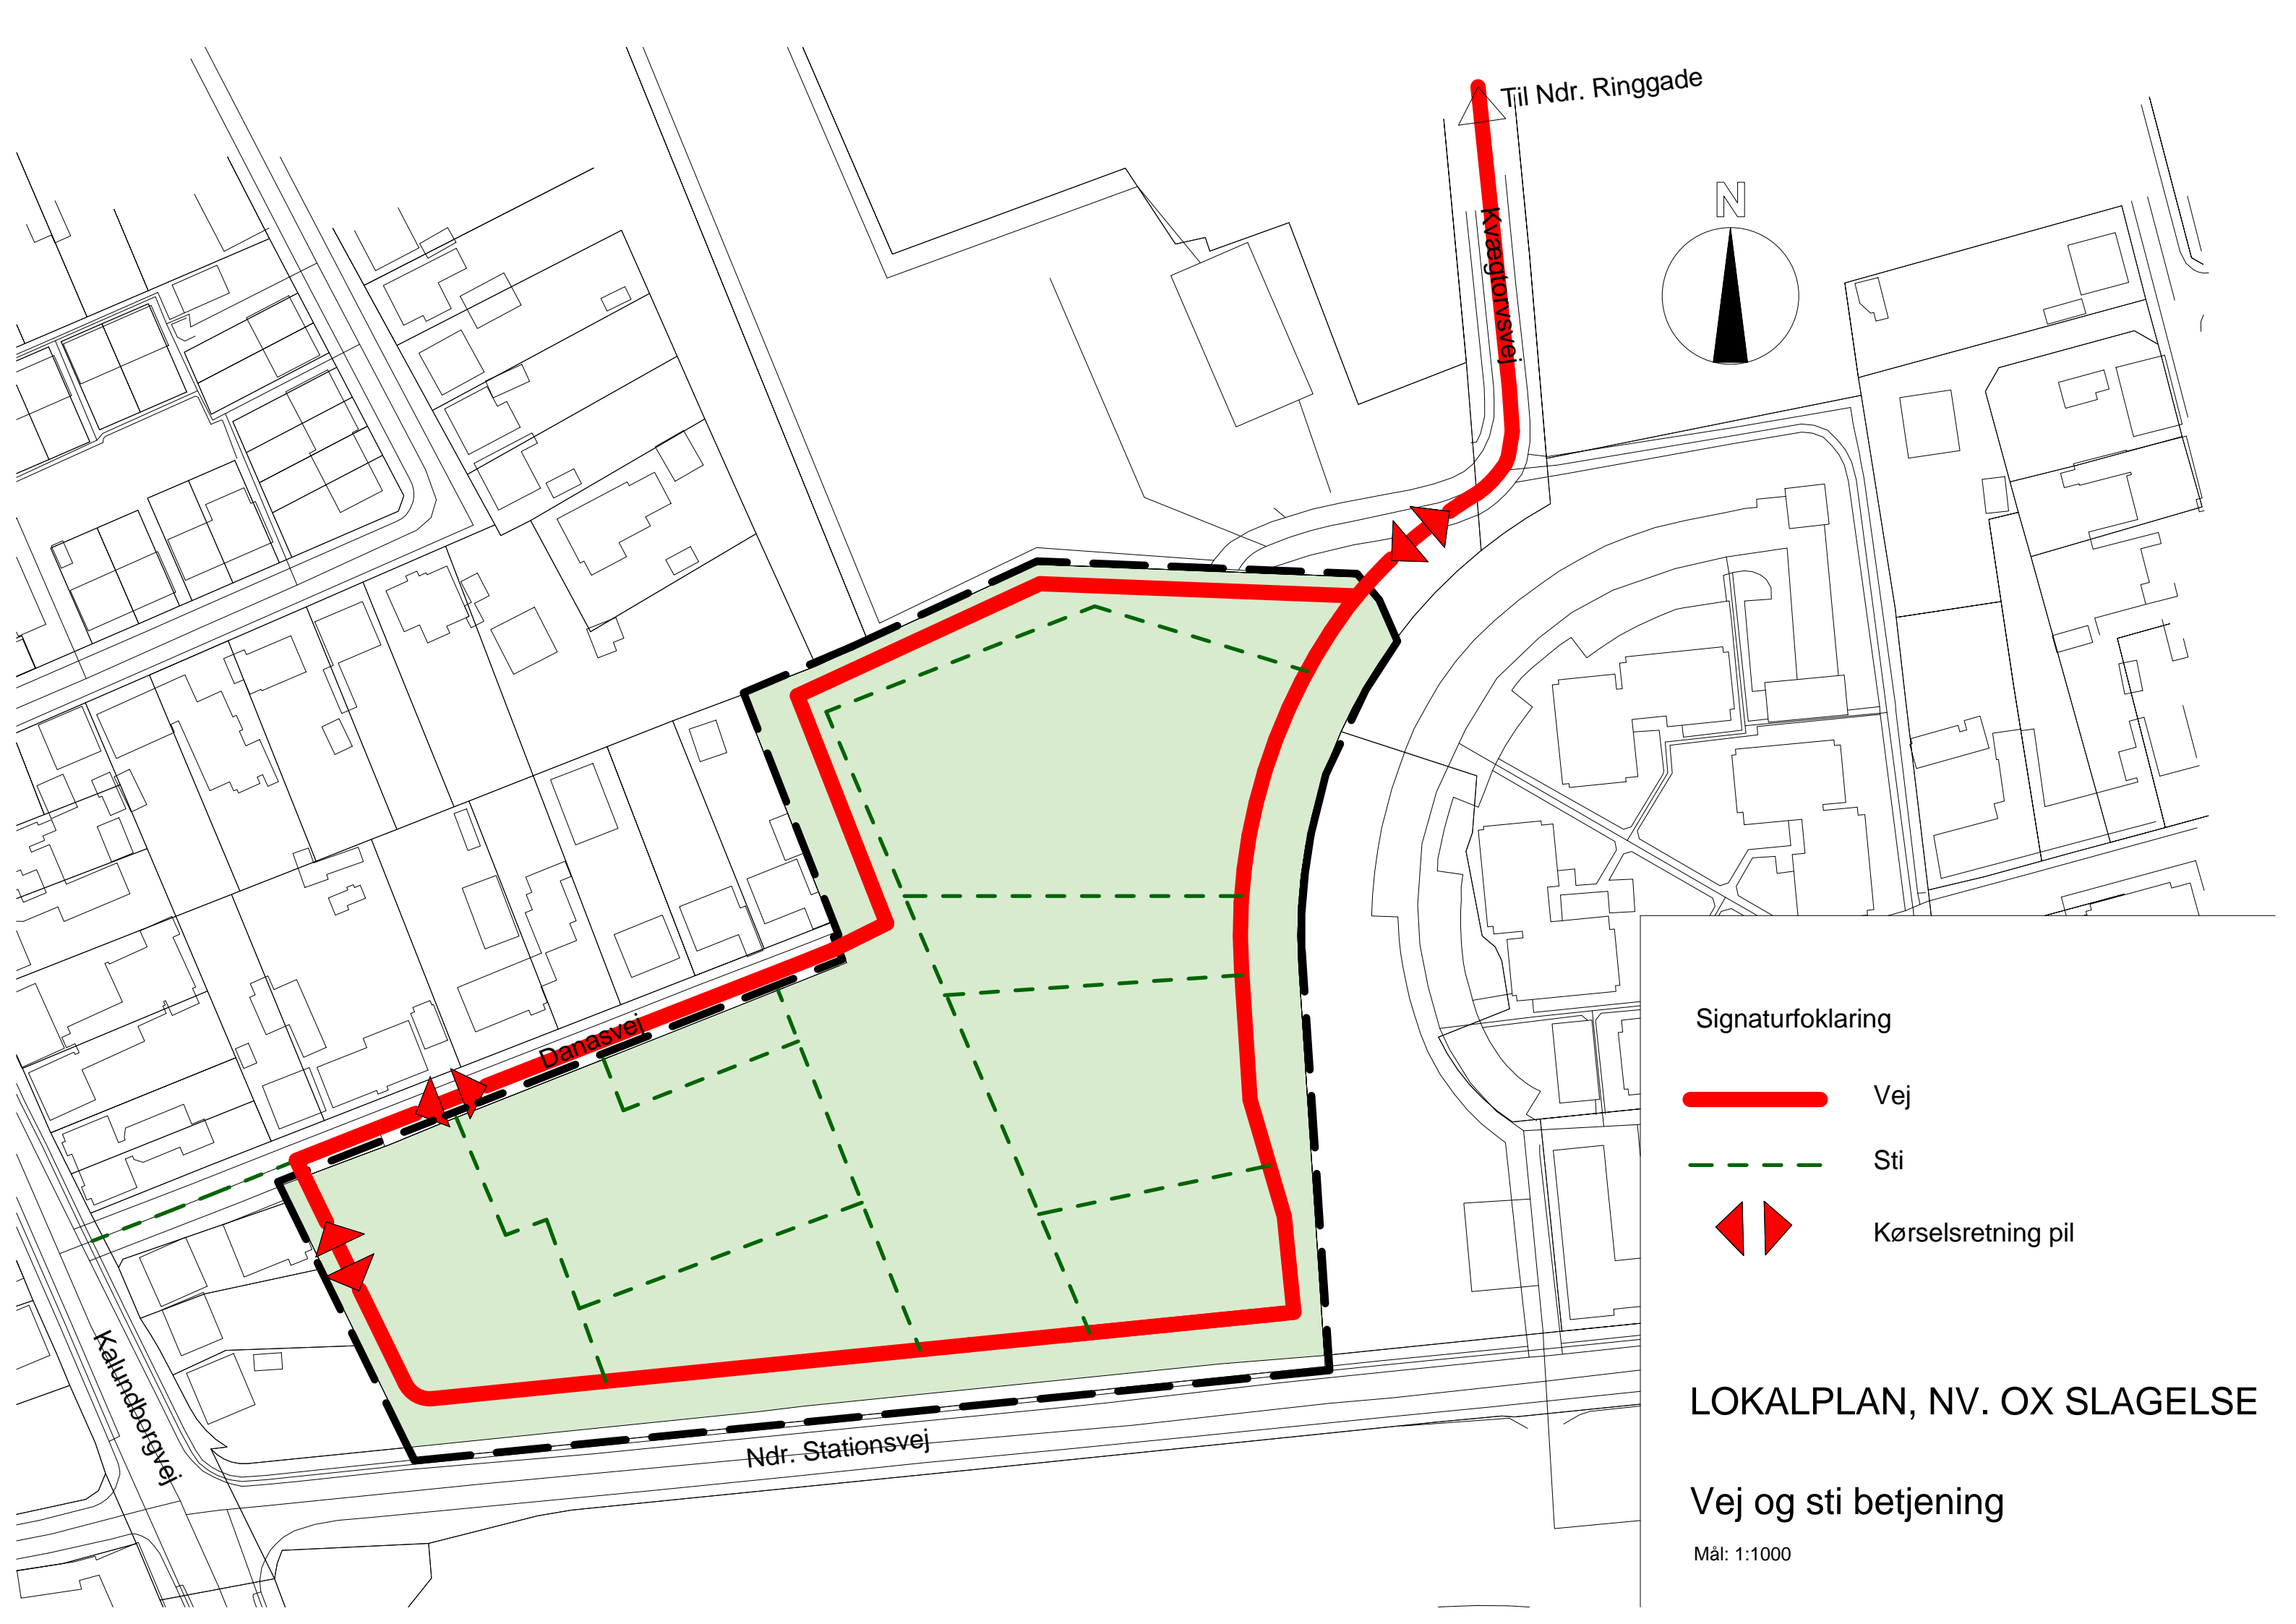 Til Ndr. Ringgade
N
Kvægtorvsvej
Danasvej
Kalundborgvej
Ndr. Stationsvej
Signaturfoklaring
Vej
Sti
Kørselsretning pil
LOKALPLAN, NV. OX SLAGELSE
Vej og sti betjening
Mål: 1:1000